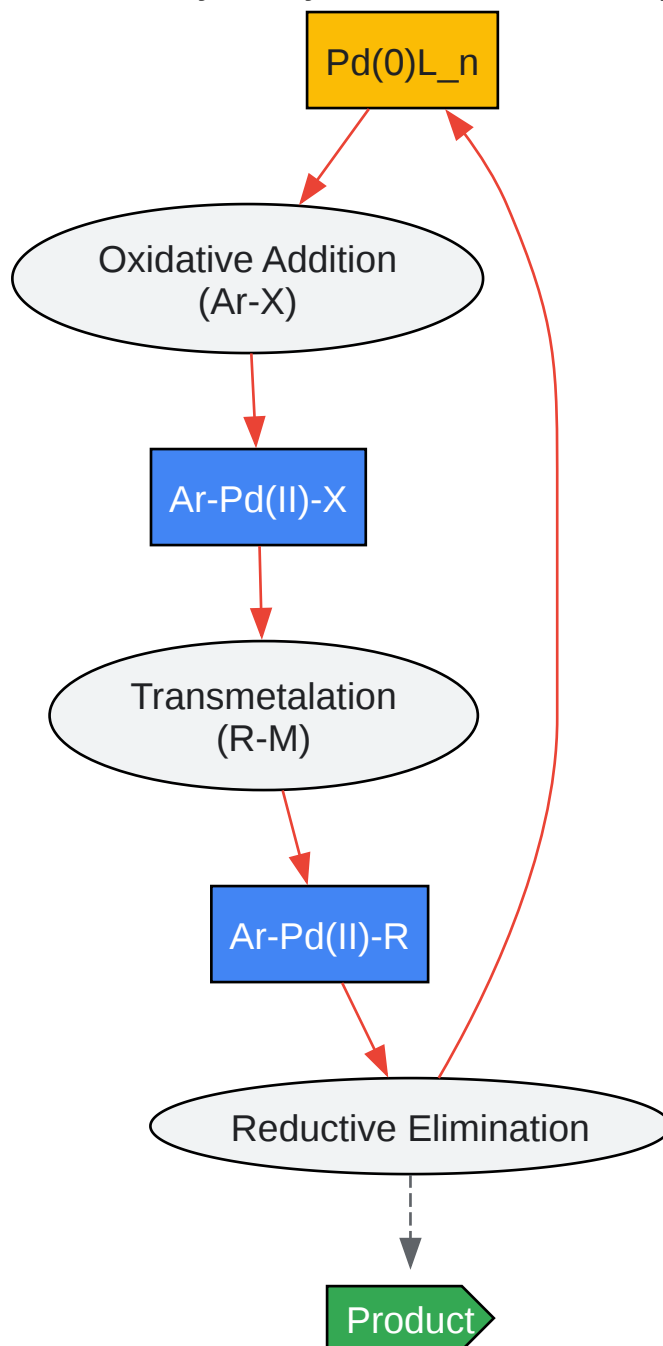 Pd(0)L_n
Oxidative Addition
(Ar-X)
Ar-Pd(II)-X
Transmetalation
(R-M)
Ar-Pd(II)-R
Reductive Elimination
Product